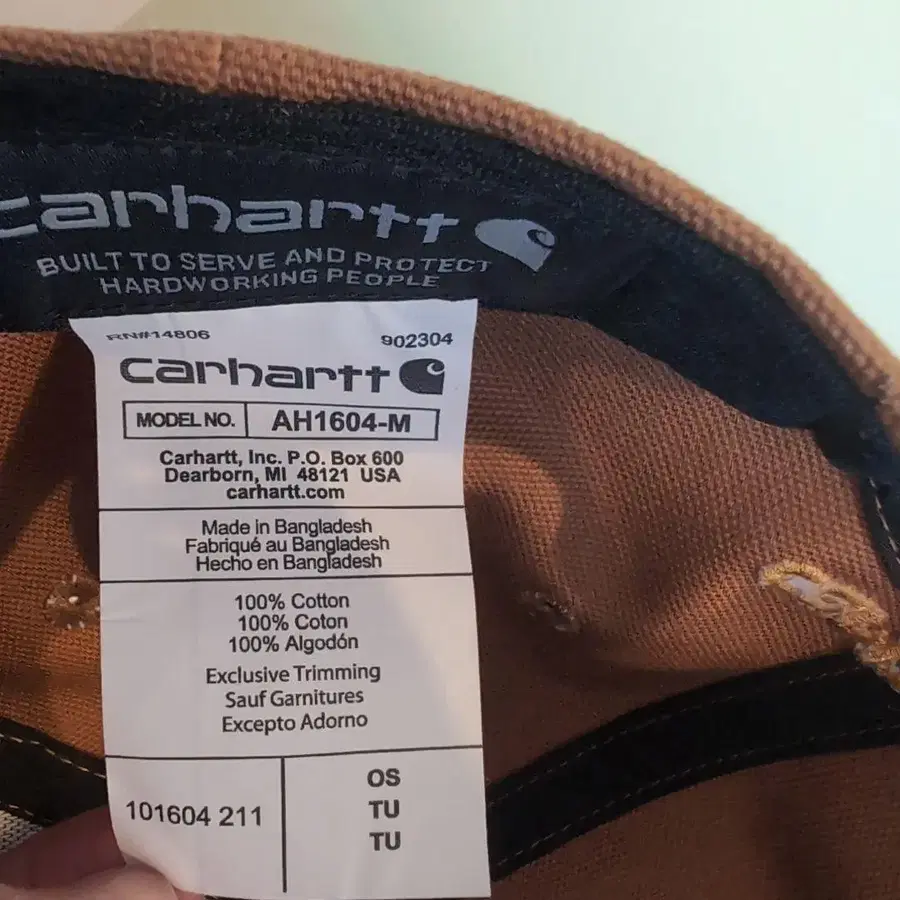 carhartt
BUILT TO SERVE AND PROTECT
HARDWORKING PEOPLE
RN#14806 902304
carhartt
MODEL NO. AH1604-M
Carhartt, Inc. P.O. Box 600
Dearborn, MI 48121 USA
carhartt.com
Made in Bangladesh
Fabriqué au Bangladesh
Hecho en Bangladesh
100% Cotton
100% Coton
100% Algodón
Exclusive Trimming
Sauf Garnitures
Excepto Adorno
101604 211
OS
TU
TU